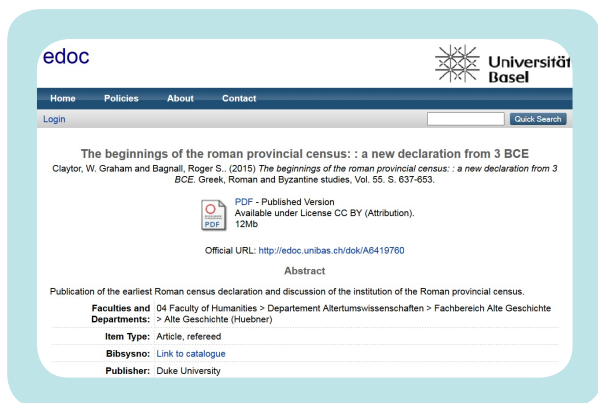 edoc
Universität
Basel
Home Policies About Contact
Login
Quick Search
The beginnings of the roman provincial census: : a new declaration from 3 BCE
Claytor, W. Graham and Bagnall, Roger S.. (2015) The beginnings of the roman provincial census: : a new declaration from 3
BCE. Greek, Roman and Byzantine studies, Vol. 55. S. 637-653.
PDF
PDF - Published Version
Available under License CC BY (Attribution).
12Mb
Official URL: http://edoc.unibas.ch/dok/A6419760
Abstract
Publication of the earliest Roman census declaration and discussion of the institution of the Roman provincial census.
Faculties and Departments: 04 Faculty of Humanities > Departement Altertumswissenschaften > Fachbereich Alte Geschichte
> Alte Geschichte (Huebner)
Item Type: Article, refereed
Bibsysno: Link to catalogue
Publisher: Duke University